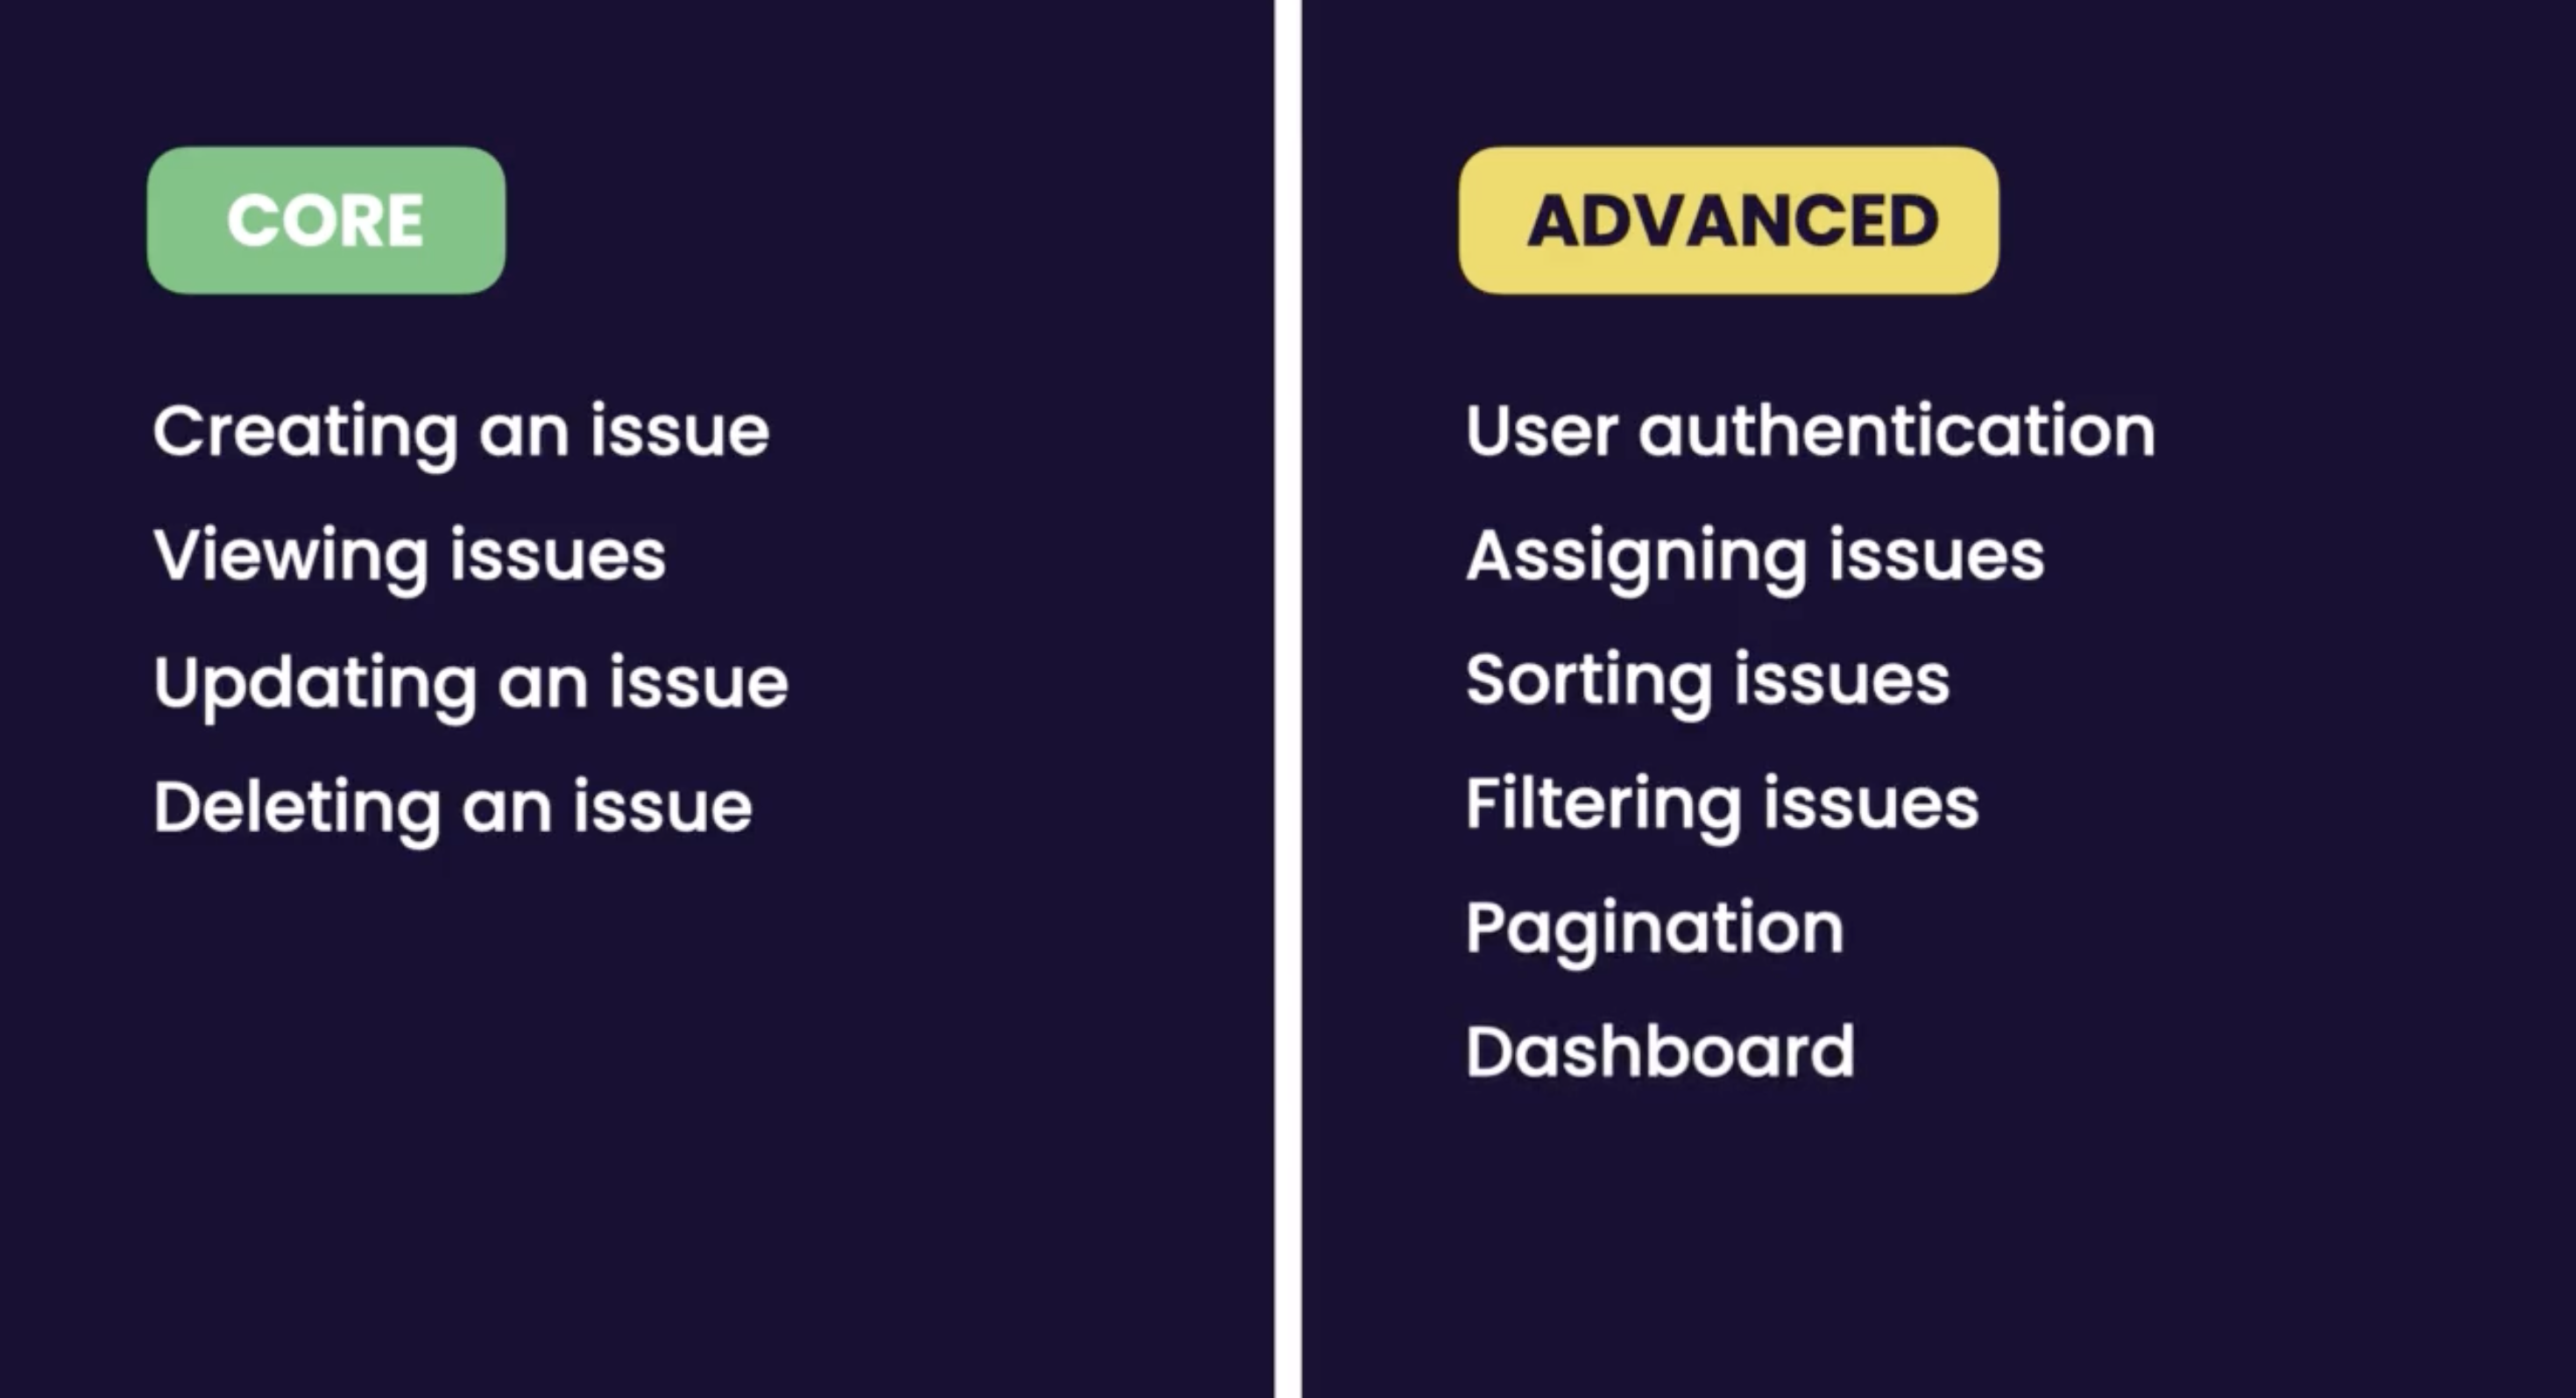 CORE
Creating an issue
Viewing issues
Updating an issue
Deleting an issue
ADVANCED
User authentication
Assigning issues
Sorting issues
Filtering issues
Pagination
Dashboard